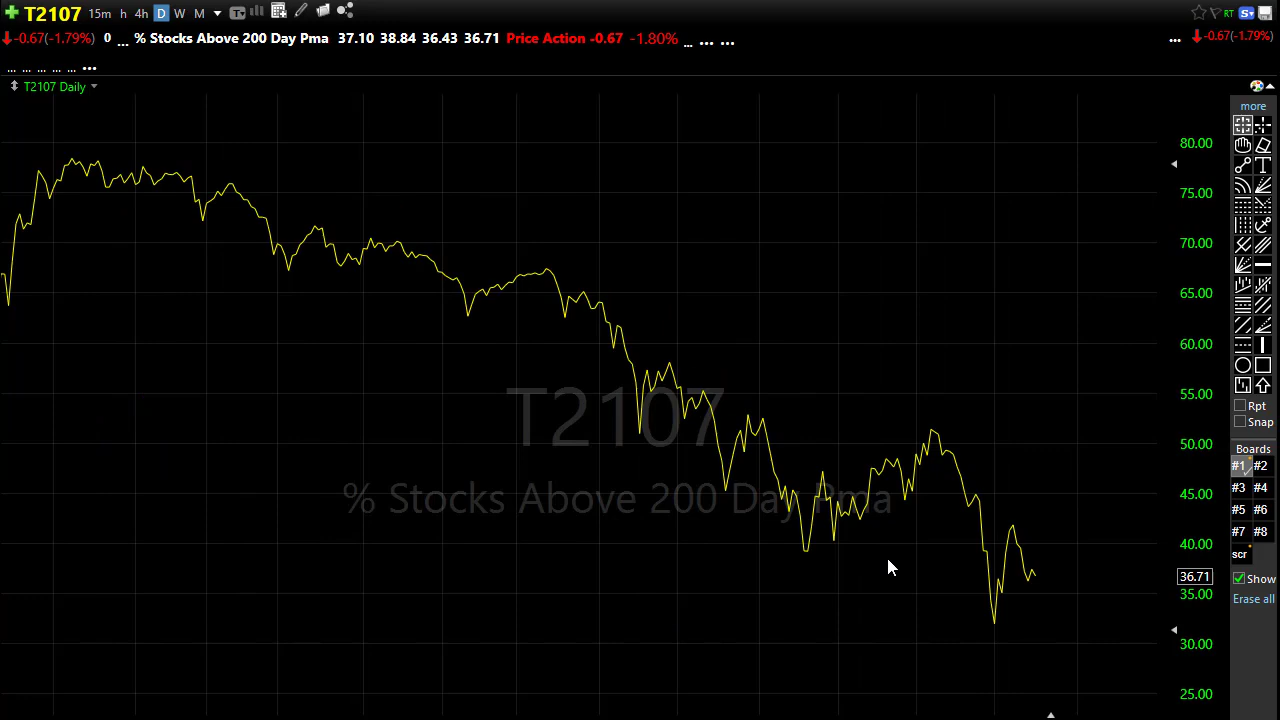 T2107 15m h 4h D W M T RT S
-0.67(-1.79%) 0 ... % Stocks Above 200 Day Pma 37.10 38.84 36.43 36.71 Price Action -0.67 -1.80% ... ... ... ... -0.67(-1.79%)
... ... ... ... ... ...
T2107 Daily
more
T
80.00
75.00
70.00
65.00
60.00
55.00
50.00
45.00
40.00
36.71
35.00
30.00
25.00
T2107
% Stocks Above 200 Day Pma
Rpt
Snap
Boards
#1 #2
#3 #4
#5 #6
#7 #8
scr
Show
Erase all